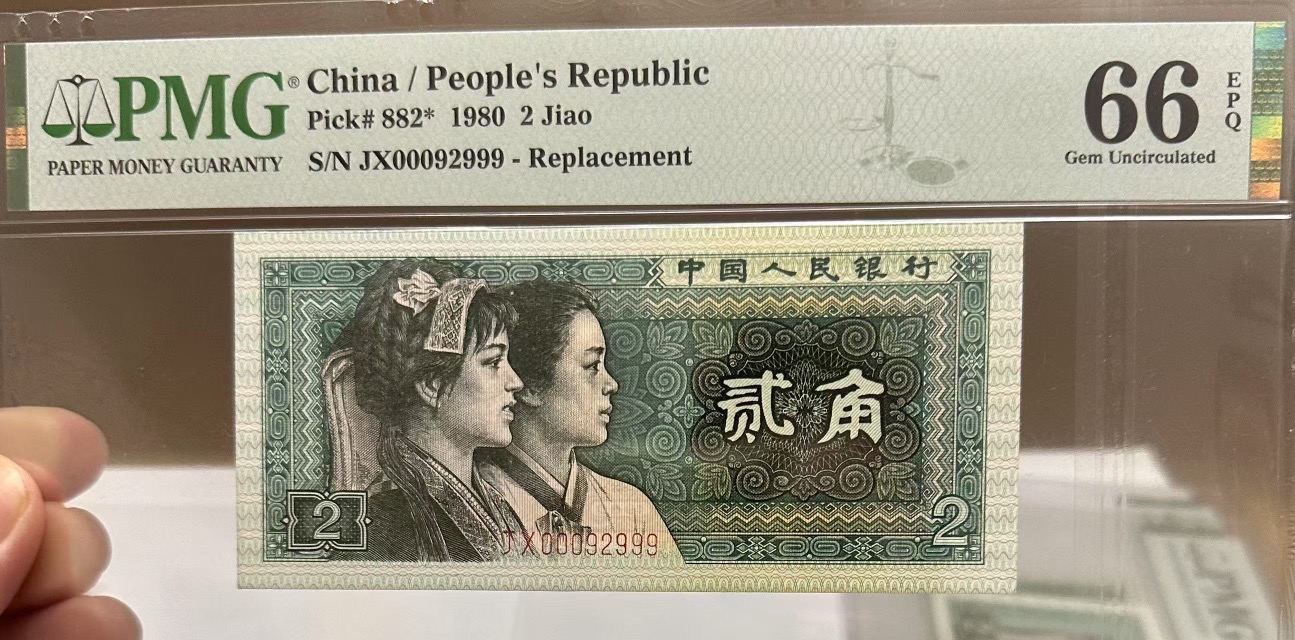 PMG®
PAPER MONEY GUARANTY
China / People's Republic
Pick# 882* 1980 2 Jiao
S/N JX00092999 - Replacement
66
EPQ
Gem Uncirculated
中国人民银行
贰角
2
2
JX00092999
PMG